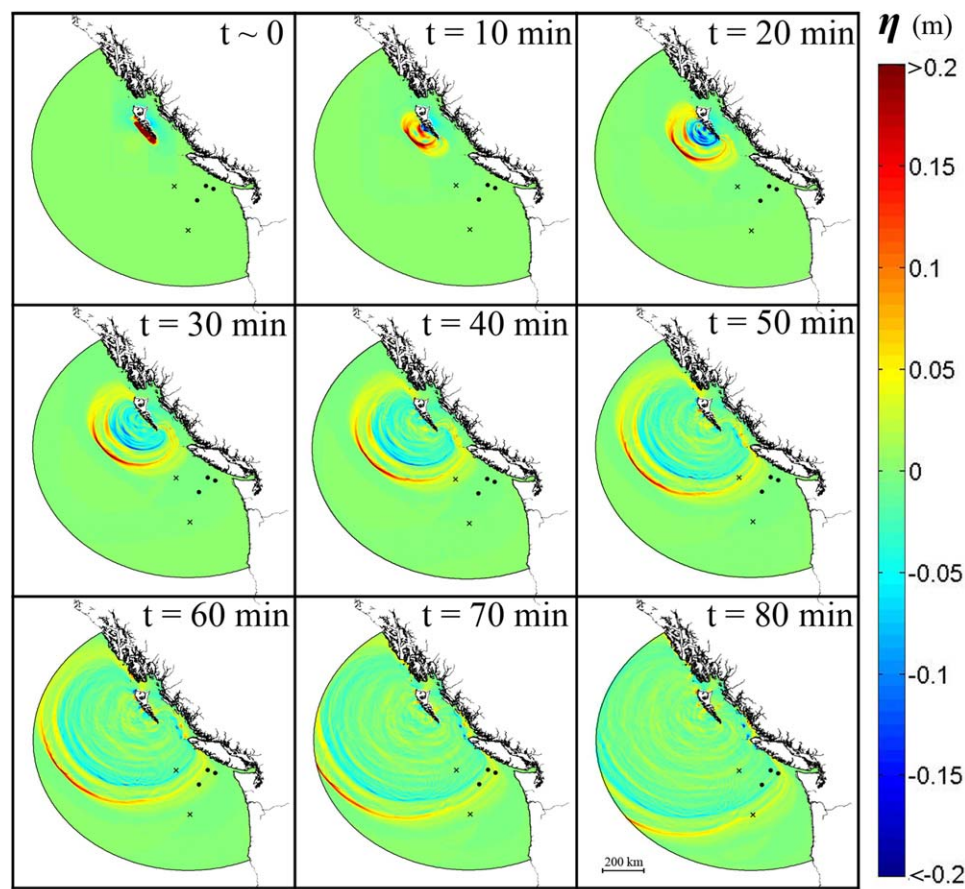 t ~ 0
t = 10 min
t = 20 min
η (m)
t = 30 min
t = 40 min
t = 50 min
t = 60 min
t = 70 min
t = 80 min
200 km
>0.2
0.15
0.1
0.05
0
-0.05
-0.1
-0.15
<-0.2